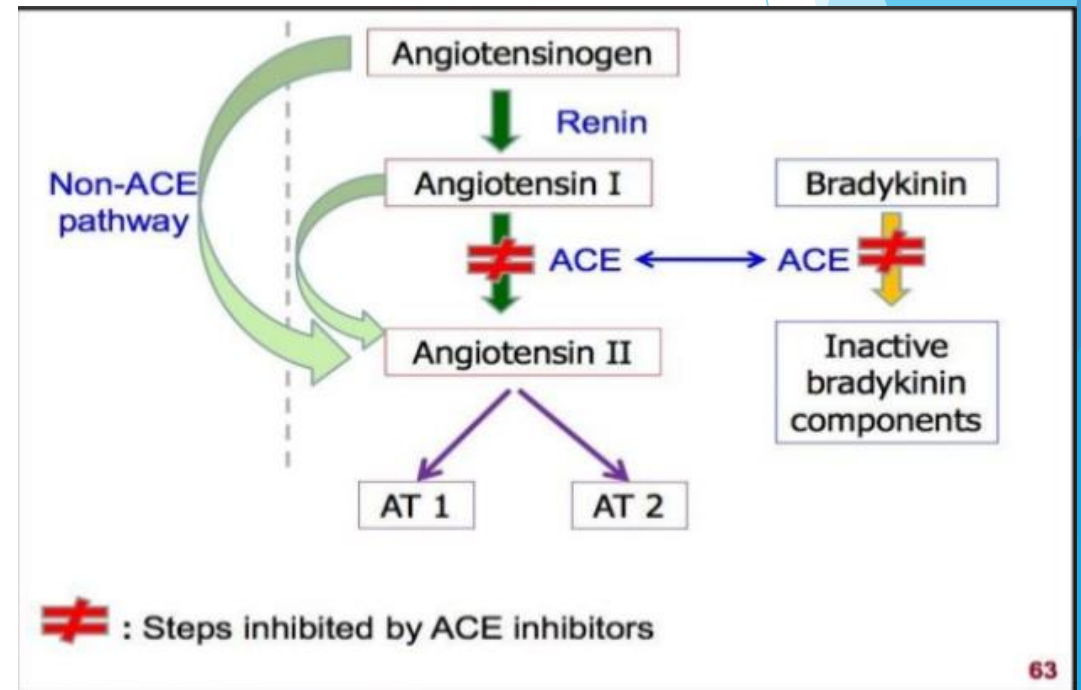 Angiotensinogen
Renin
Non-ACE
pathway
Angiotensin I
Bradykinin
ACE
ACE
Angiotensin II
Inactive
bradykinin
components
AT 1
AT 2
: Steps inhibited by ACE inhibitors
63